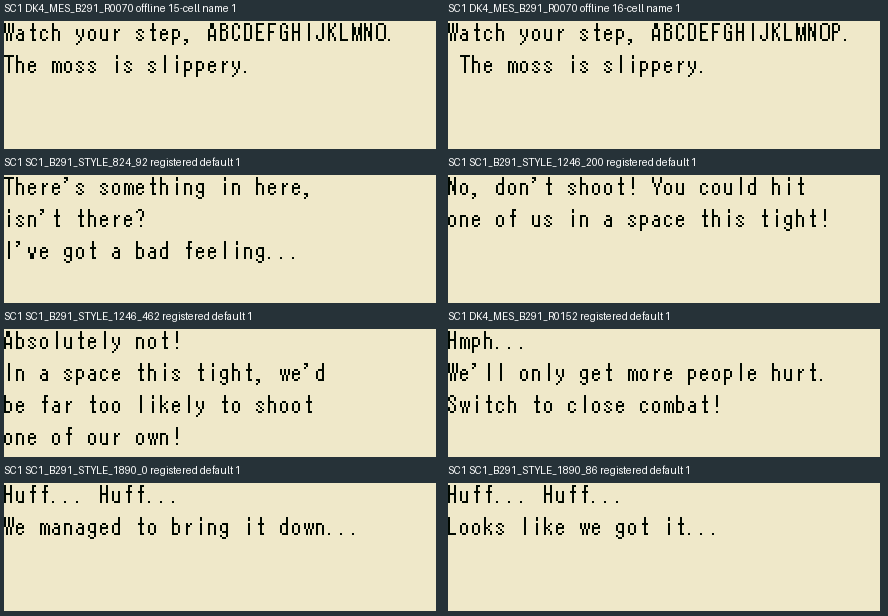 SC1 DK4_MES_B291_R0070 offline 15-cell name 1
Watch your step, ABCDEFGHIJKLMNO.
The moss is slippery.
SC1 DK4_MES_B291_R0070 offline 16-cell name 1
Watch your step, ABCDEFGHIJKLMNOP.
The moss is slippery.
SC1 SC1_B291_STYLE_824_92 registered default 1
There's something in here,
isn't there?
I've got a bad feeling...
SC1 SC1_B291_STYLE_1246_200 registered default 1
No, don't shoot! You could hit
one of us in a space this tight!
SC1 SC1_B291_STYLE_1246_462 registered default 1
Absolutely not!
In a space this tight, we'd
be far too likely to shoot
one of our own!
SC1 DK4_MES_B291_R0152 registered default 1
Hmph...
We'll only get more people hurt.
Switch to close combat!
SC1 SC1_B291_STYLE_1890_0 registered default 1
Huff... Huff...
We managed to bring it down...
SC1 SC1_B291_STYLE_1890_86 registered default 1
Huff... Huff...
Looks like we got it...